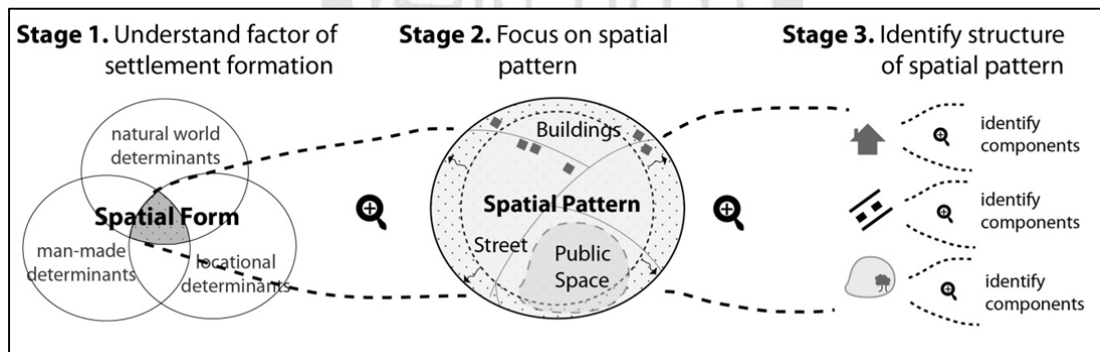 Stage 1. Understand factor of
settlement formation
natural world
determinants
Spatial Form
man-made
determinants
locational
determinants
Stage 2. Focus on spatial
pattern
Buildings
Spatial Pattern
Street
Public
Space
Stage 3. Identify structure
of spatial pattern
identify
components
identify
components
identify
components